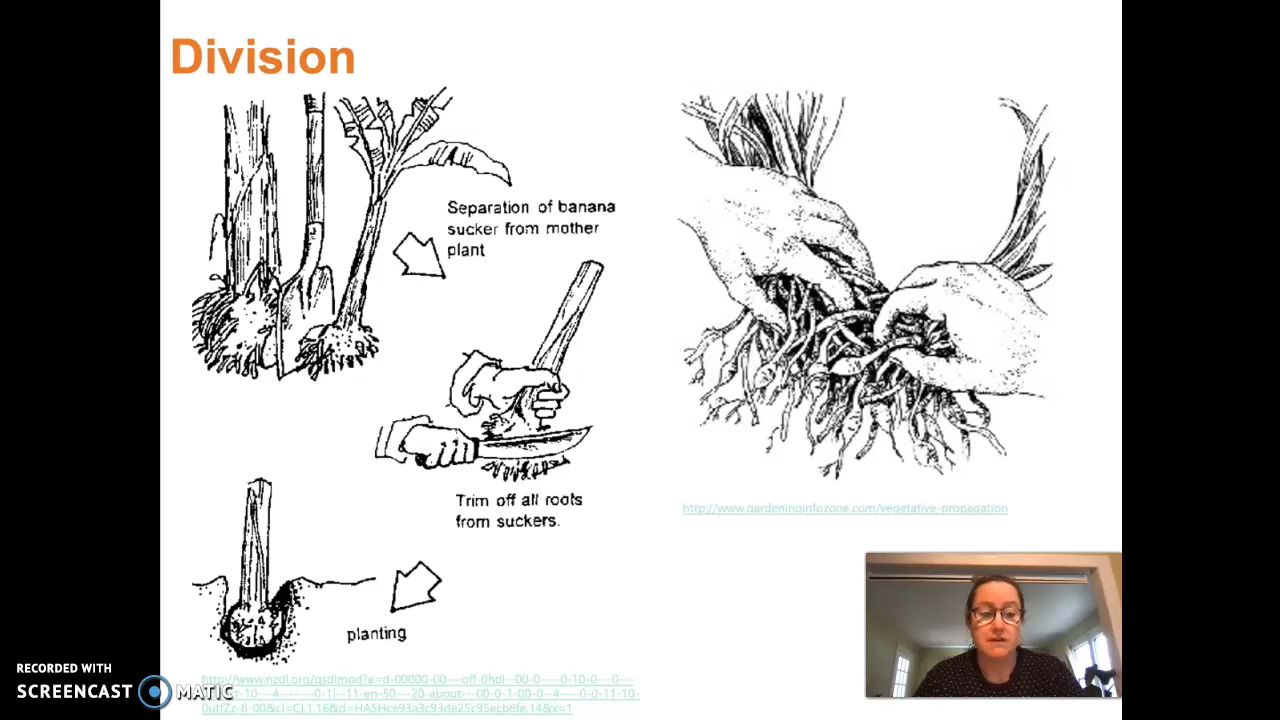 Division
Separation of banana
sucker from mother
plant
Trim off all roots
from suckers.
planting
http://www.gardeninginfozone.com/vegetative-propagation
RECORDED WITH
SCREENCAST MATIC